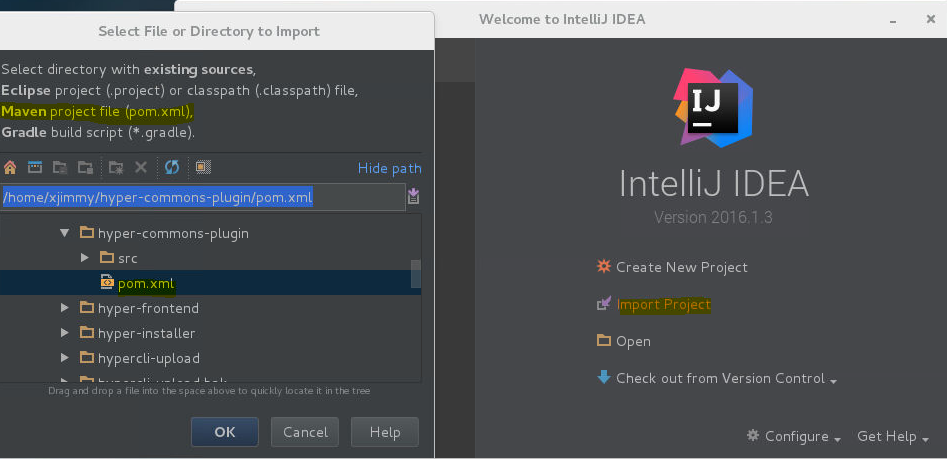 Select File or Directory to Import
Select directory with existing sources,
Eclipse project (.project) or classpath (.classpath) file,
Maven project file (pom.xml),
Gradle build script (*.gradle).
Hide path
/home/xjimmy/hyper-commons-plugin/pom.xml
hyper-commons-plugin
src
pom.xml
hyper-frontend
hyper-installer
hypercli-upload
hypercli-upload-bak
Drag and drop a file into the space above to quickly locate it in the tree
OK
Cancel
Help
Welcome to IntelliJ IDEA
IJ
IntelliJ IDEA
Version 2016.1.3
Create New Project
Import Project
Open
Check out from Version Control
Configure
Get Help